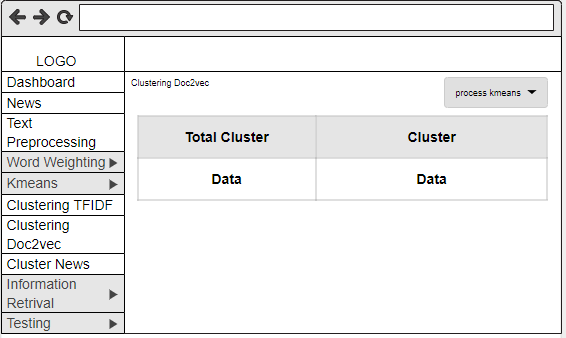 LOGO
Dashboard
News
Text
Preprocessing
Word Weighting
Kmeans
Clustering TFIDF
Clustering
Doc2vec
Cluster News
Information
Retrival
Testing
Clustering Doc2vec
process kmeans
Total Cluster Cluster
Data Data